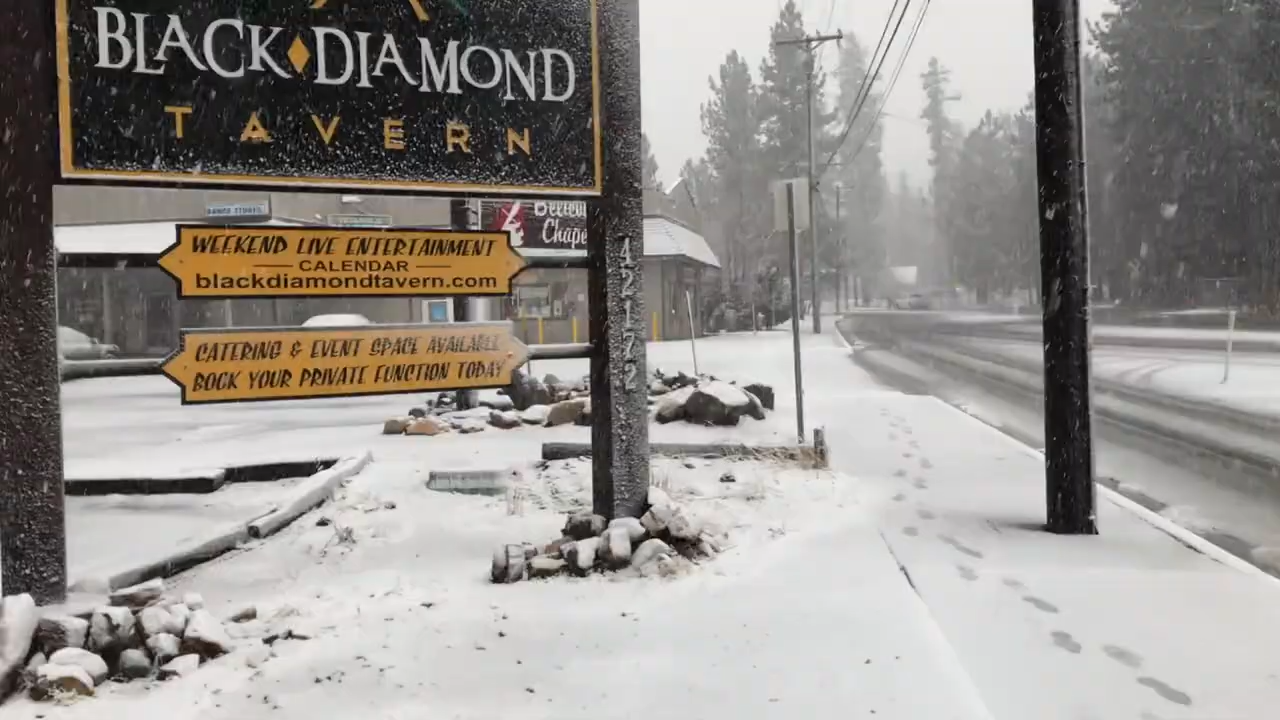 BLACK DIAMOND
TAVERN
WEEKEND LIVE ENTERTAINMENT
CALENDAR
blackdiamondtavern.com
CATERING & EVENT SPACE AVAILABLE
BOOK YOUR PRIVATE FUNCTION TODAY